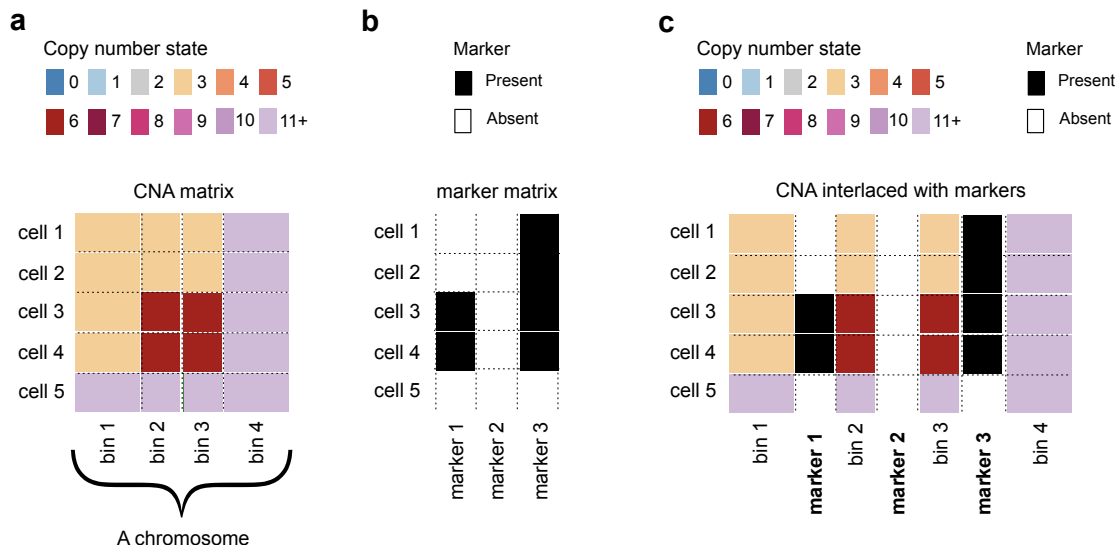 a
Copy number state
0 1 2 3 4 5
6 7 8 9 10 11+
CNA matrix
cell 1
cell 2
cell 3
cell 4
cell 5
bin 1
bin 2
bin 3
bin 4
A chromosome
b
Marker
Present
Absent
marker matrix
cell 1
cell 2
cell 3
cell 4
cell 5
marker 1
marker 2
marker 3
c
Copy number state
0 1 2 3 4 5
6 7 8 9 10 11+
Marker
Present
Absent
CNA interlaced with markers
cell 1
cell 2
cell 3
cell 4
cell 5
bin 1
marker 1
bin 2
marker 2
bin 3
marker 3
bin 4